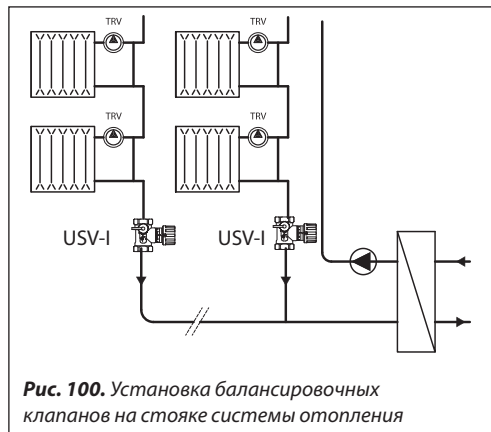 TRV
TRV
TRV
TRV
USV-I
USV-I
Рис. 100. Установка балансировочных
клапанов на стояке системы отопления